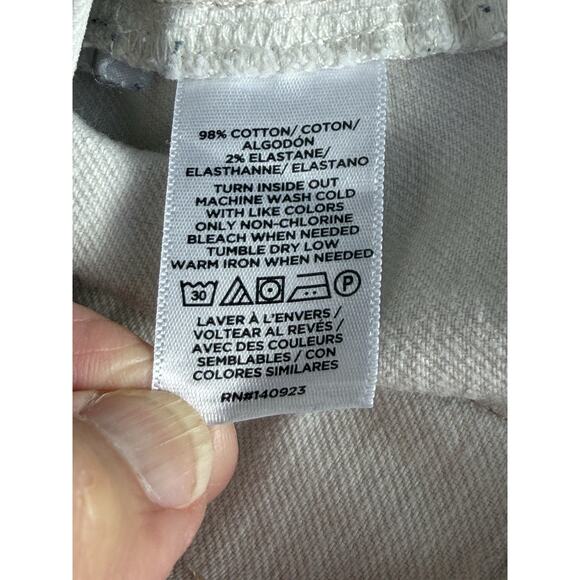 98% COTTON/ COTON/
ALGODÓN
2% ELASTANE/
ELASTHANNE/ ELASTANO
TURN INSIDE OUT
MACHINE WASH COLD
WITH LIKE COLORS
ONLY NON-CHLORINE
BLEACH WHEN NEEDED
TUMBLE DRY LOW
WARM IRON WHEN NEEDED
30 P
LAVER À L'ENVERS /
VOLTEAR AL REVÉS /
AVEC DES COULEURS
SEMBLABLES / CON
COLORES SIMILARES
RN#140923